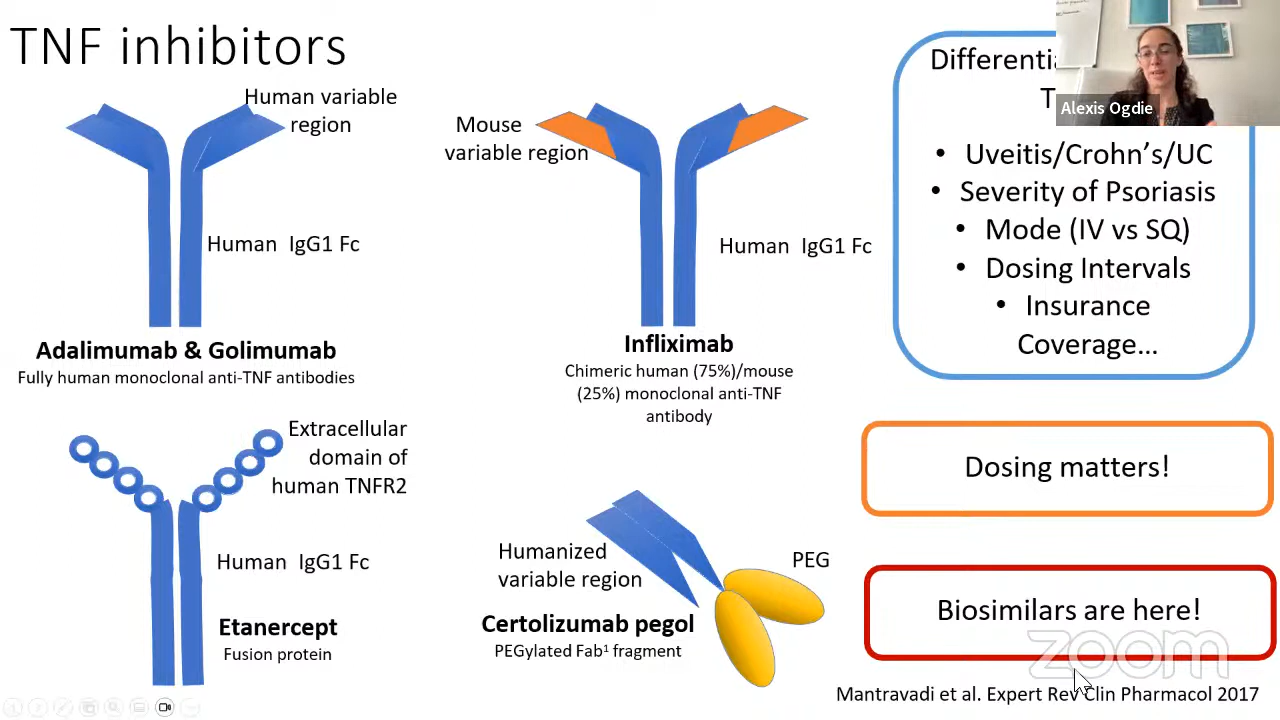 TNF inhibitors
Human variable
region
Human IgG1 Fc
Adalimumab & Golimumab
Fully human monoclonal anti-TNF antibodies
Mouse
variable region
Human IgG1 Fc
Infliximab
Chimeric human (75%)/mouse
(25%) monoclonal anti-TNF
antibody
Extracellular
domain of
human TNFR2
Human IgG1 Fc
Etanercept
Fusion protein
Humanized
variable region
PEG
Certolizumab pegol
PEGylated Fab¹ fragment
Alexis Ogdie
• Uveitis/Crohn’s/UC
• Severity of Psoriasis
• Mode (IV vs SQ)
• Dosing Intervals
• Insurance
Coverage…
Dosing matters!
Biosimilars are here!
zoom
Mantravadi et al. Expert Rev Clin Pharmacol 2017